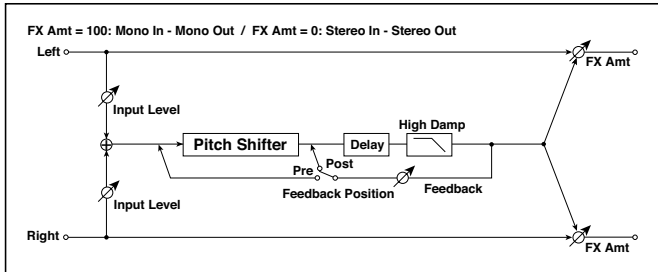 FX Amt = 100: Mono In - Mono Out / FX Amt = 0: Stereo In - Stereo Out
Left
FX Amt
Input Level
High Damp
Pitch Shifter
Delay
Post
Pre
Feedback Position
Feedback
Input Level
Right
FX Amt